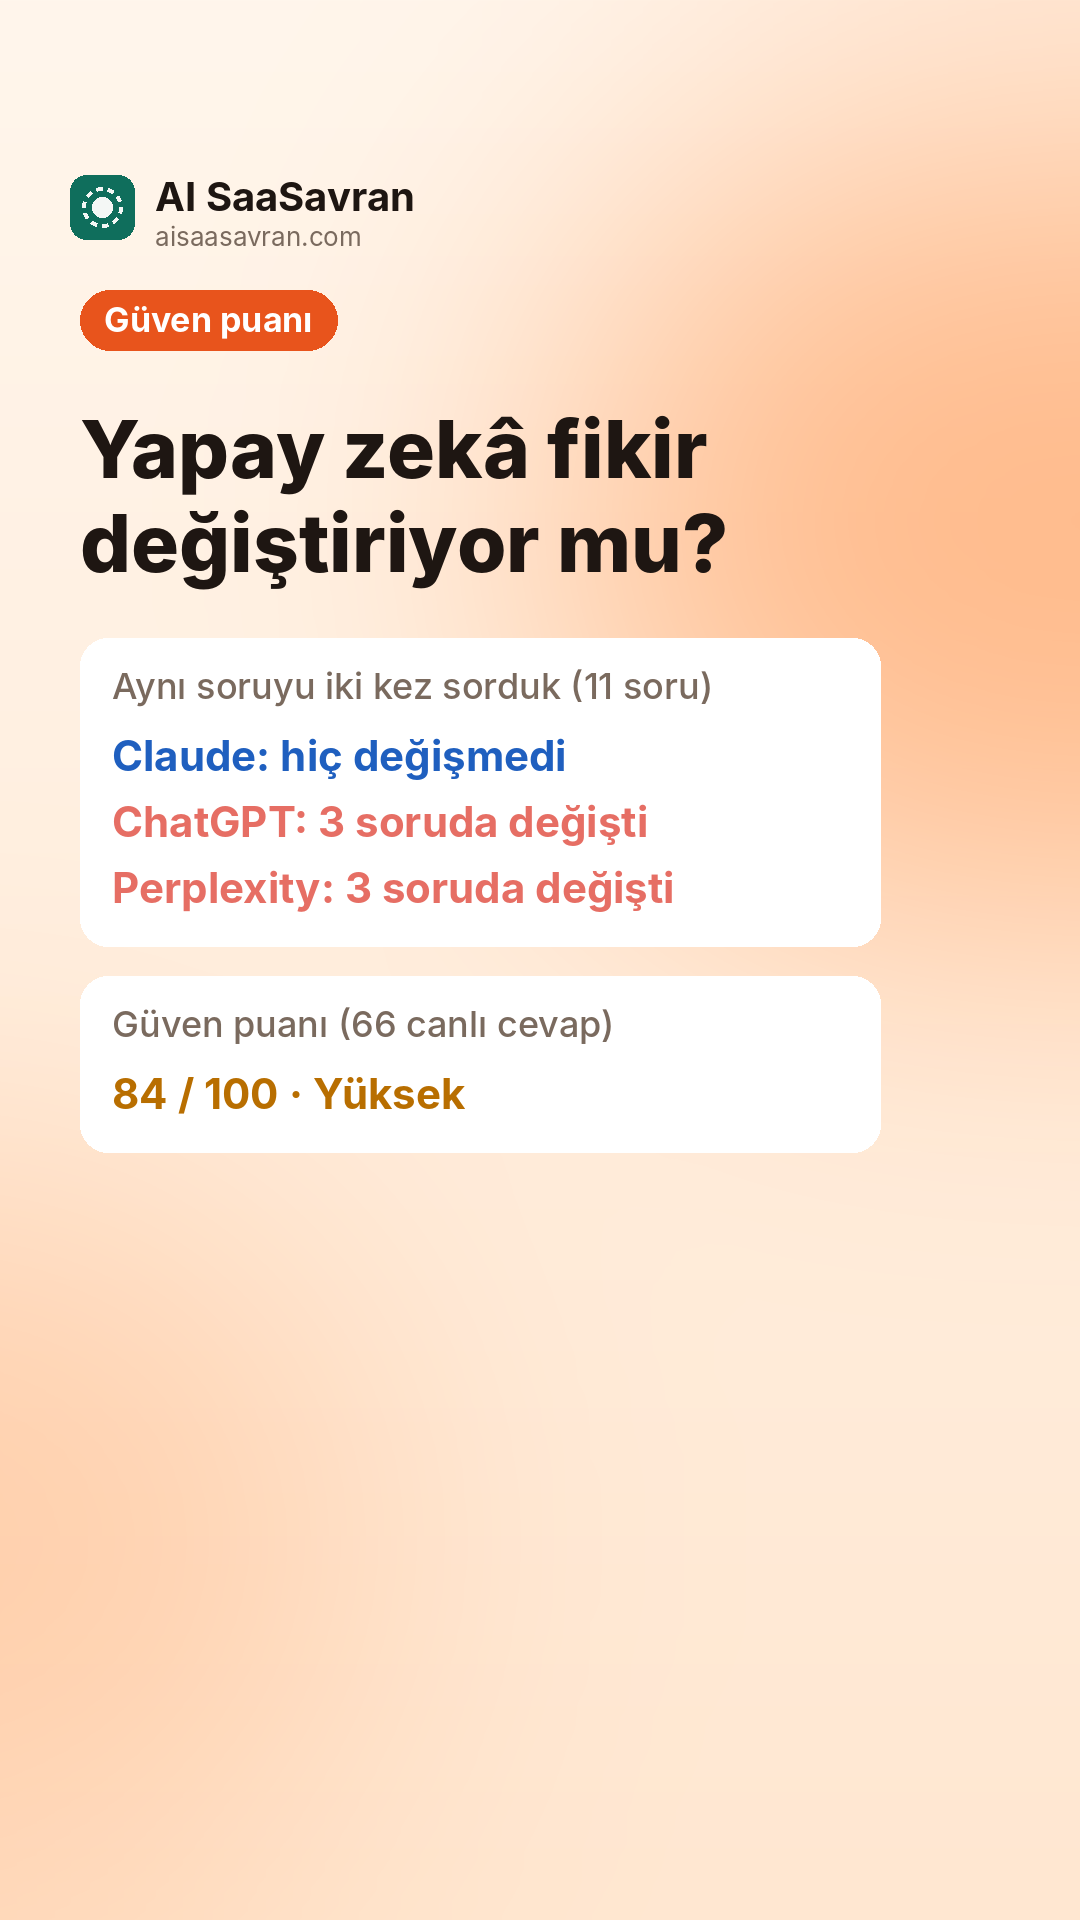 AI SaaSavran
aisaasavran.com
Güven puanı
Yapay zekâ fikir
değiştiriyor mu?
Aynı soruyu iki kez sorduk (11 soru)
Claude: hiç değişmedi
ChatGPT: 3 soruda değişti
Perplexity: 3 soruda değişti
Güven puanı (66 canlı cevap)
84 / 100 · Yüksek